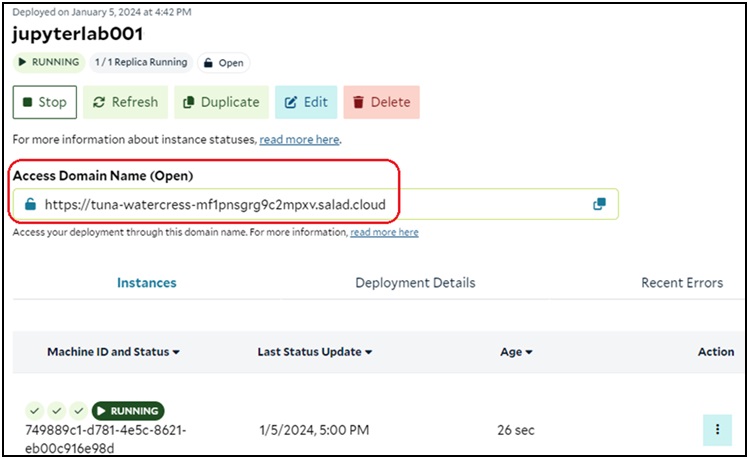 Deployed on January 5, 2024 at 4:42 PM
jupyterlab001
RUNNING 1 / 1 Replica Running Open
Stop Refresh Duplicate Edit Delete
For more information about instance statuses, read more here.
Access Domain Name (Open)
https://tuna-watercress-mf1pnsgrg9c2mpxv.salad.cloud
Access your deployment through this domain name. For more information, read more here
Instances Deployment Details Recent Errors
Machine ID and Status Last Status Update Age Action
RUNNING
749889c1-d781-4e5c-8621- 1/5/2024, 5:00 PM 26 sec
eb00c916e98d